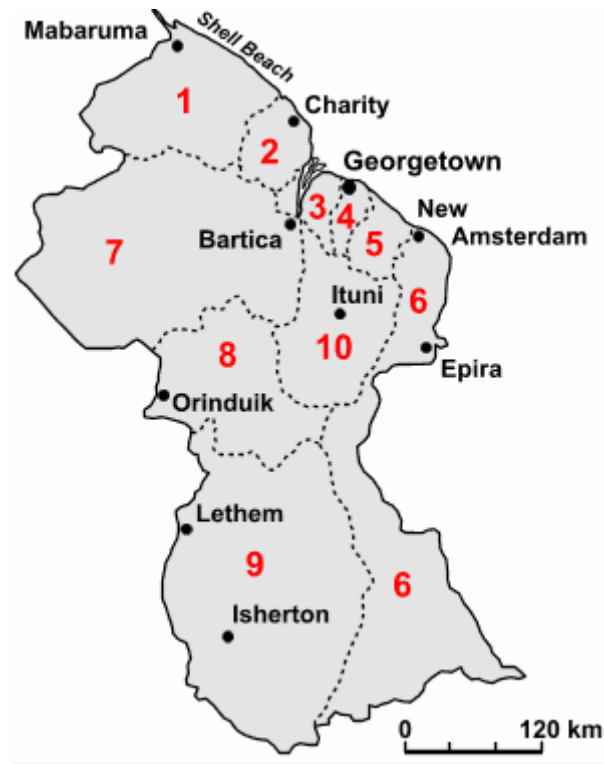 Mabaruma
Shell Beach
1
Charity
2
Georgetown
3
4
New
Amsterdam
Bartica
5
7
Ituni
6
10
8
Epira
Orinduik
Lethem
9
6
Isherton
0
120 km